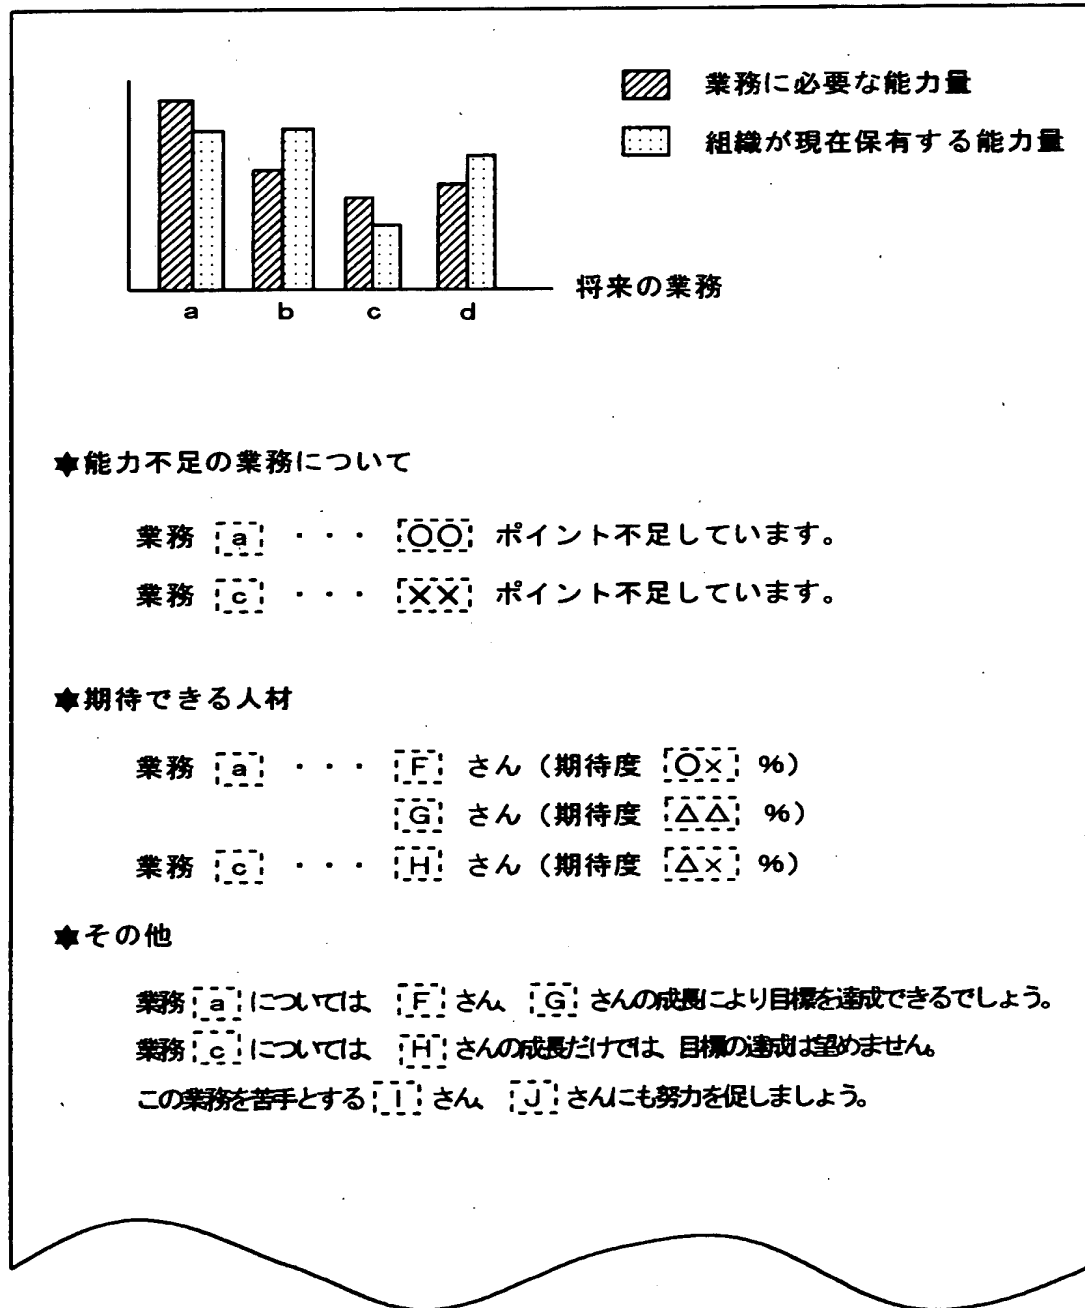 業務に必要な能力量
組織が現在保有する能力量
将来の業務
a b c d
★能力不足の業務について
業務 a ・・・ ○○ ポイント不足しています。
業務 c ・・・ ×× ポイント不足しています。
★期待できる人材
業務 a ・・・ F さん（期待度 ○× %）
G さん（期待度 △△ %）
業務 c ・・・ H さん（期待度 △× %）
★その他
業務 a については、 F さん、 G さんの成長により目標を達成できるでしょう。
業務 c については、 H さんの成長だけでは、目標の達成は望めません。
この業務を苦手とする I さん、 J さんにも努力を促しましょう。